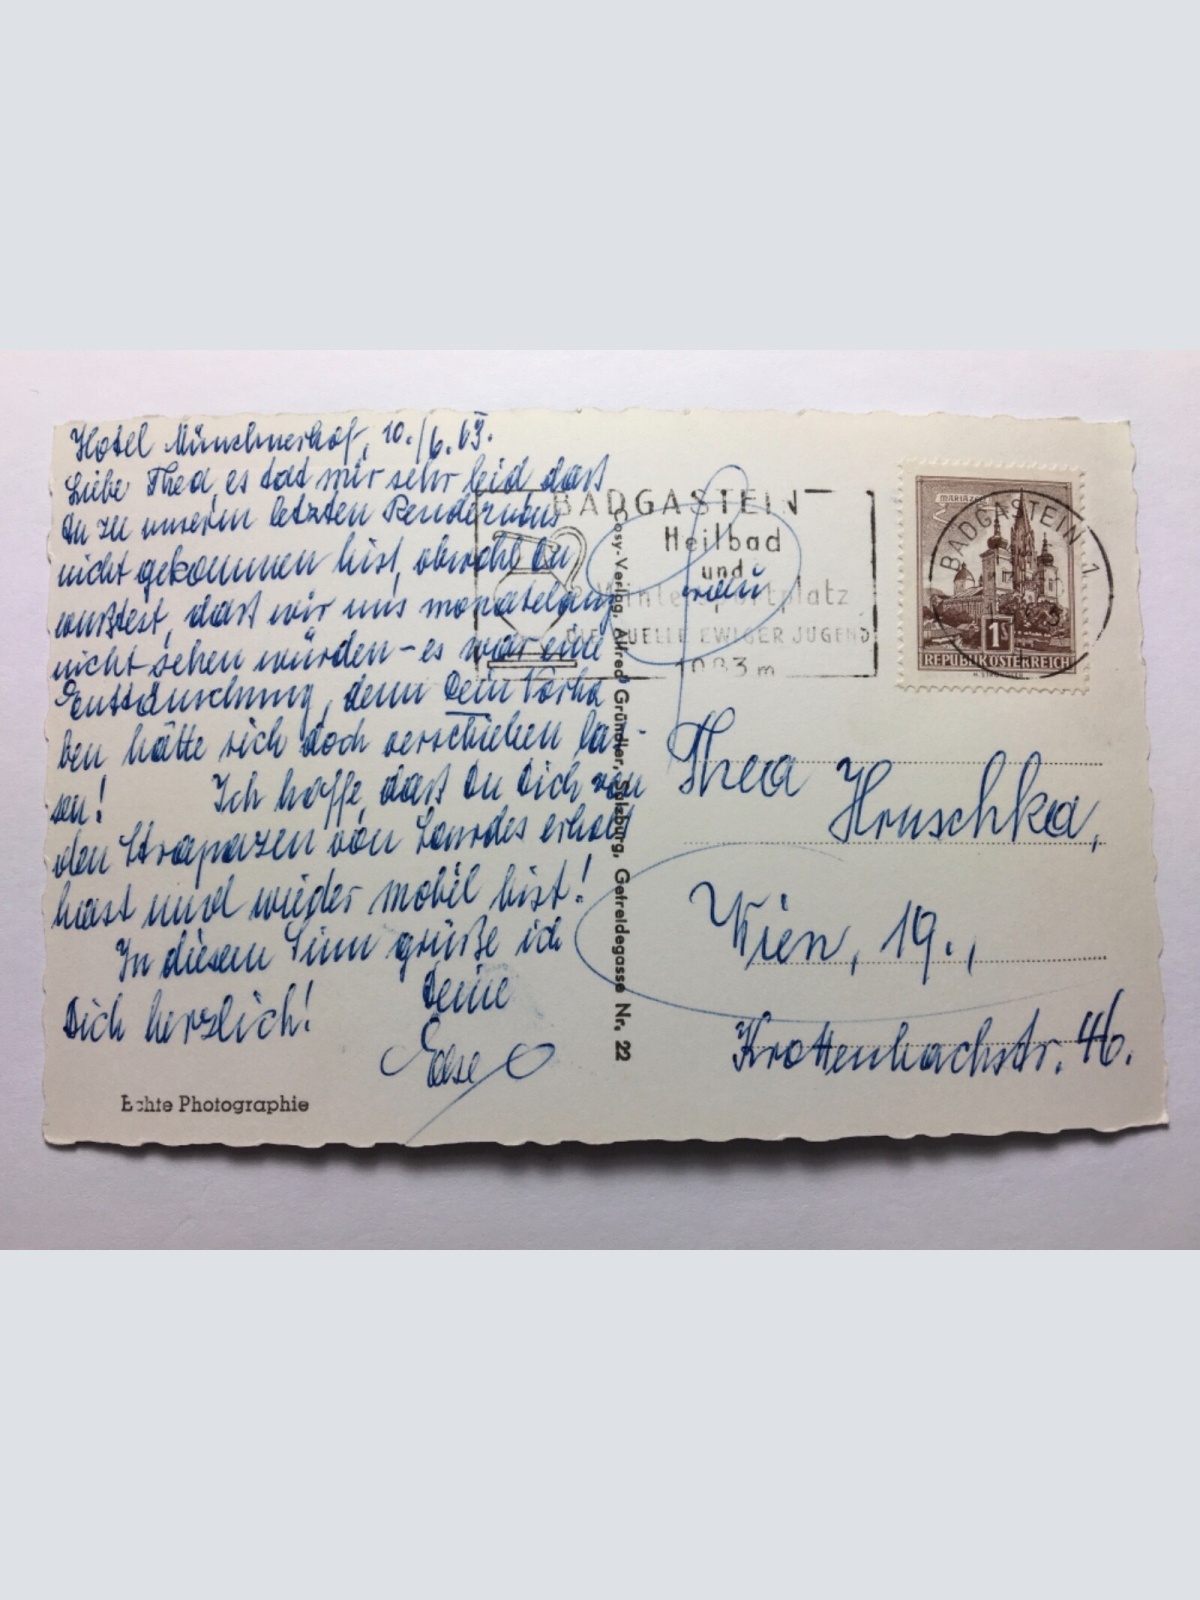 Hotel Münchnerhof, 10./6.63.
Liebe Thea, es tat mir sehr leid daß
Du zu unserm letzten Rendezvous
nicht gekommen bist, obwohl Du
wußtest, daß wir uns monatelang
nicht sehen würden – es war eine
Enttäuschung, denn Dein Vorha
ben hätte sich doch verschieben las-
sen!
Ich hoffe, daß Du Dich von
den Strapazen von Lourdes erholt
hast und wieder mobil bist!
In diesem Sinn grüße ich
Dich herzlich!
Deine
Echte Photographie
Cosy-Verlag, Alfred Gründler, Salzburg, Getreidegasse Nr. 22
BADGASTEIN
Heilbad
und
Wintersportplatz
DIE QUELLE EWIGER JUGEND
1083 m
Frau
MARIAZELL
BADGASTEIN 1
1S
REPUBLIK ÖSTERREICH
Thea
Hruschka,
Wien, 19.,
Krottenbachstr. 46.